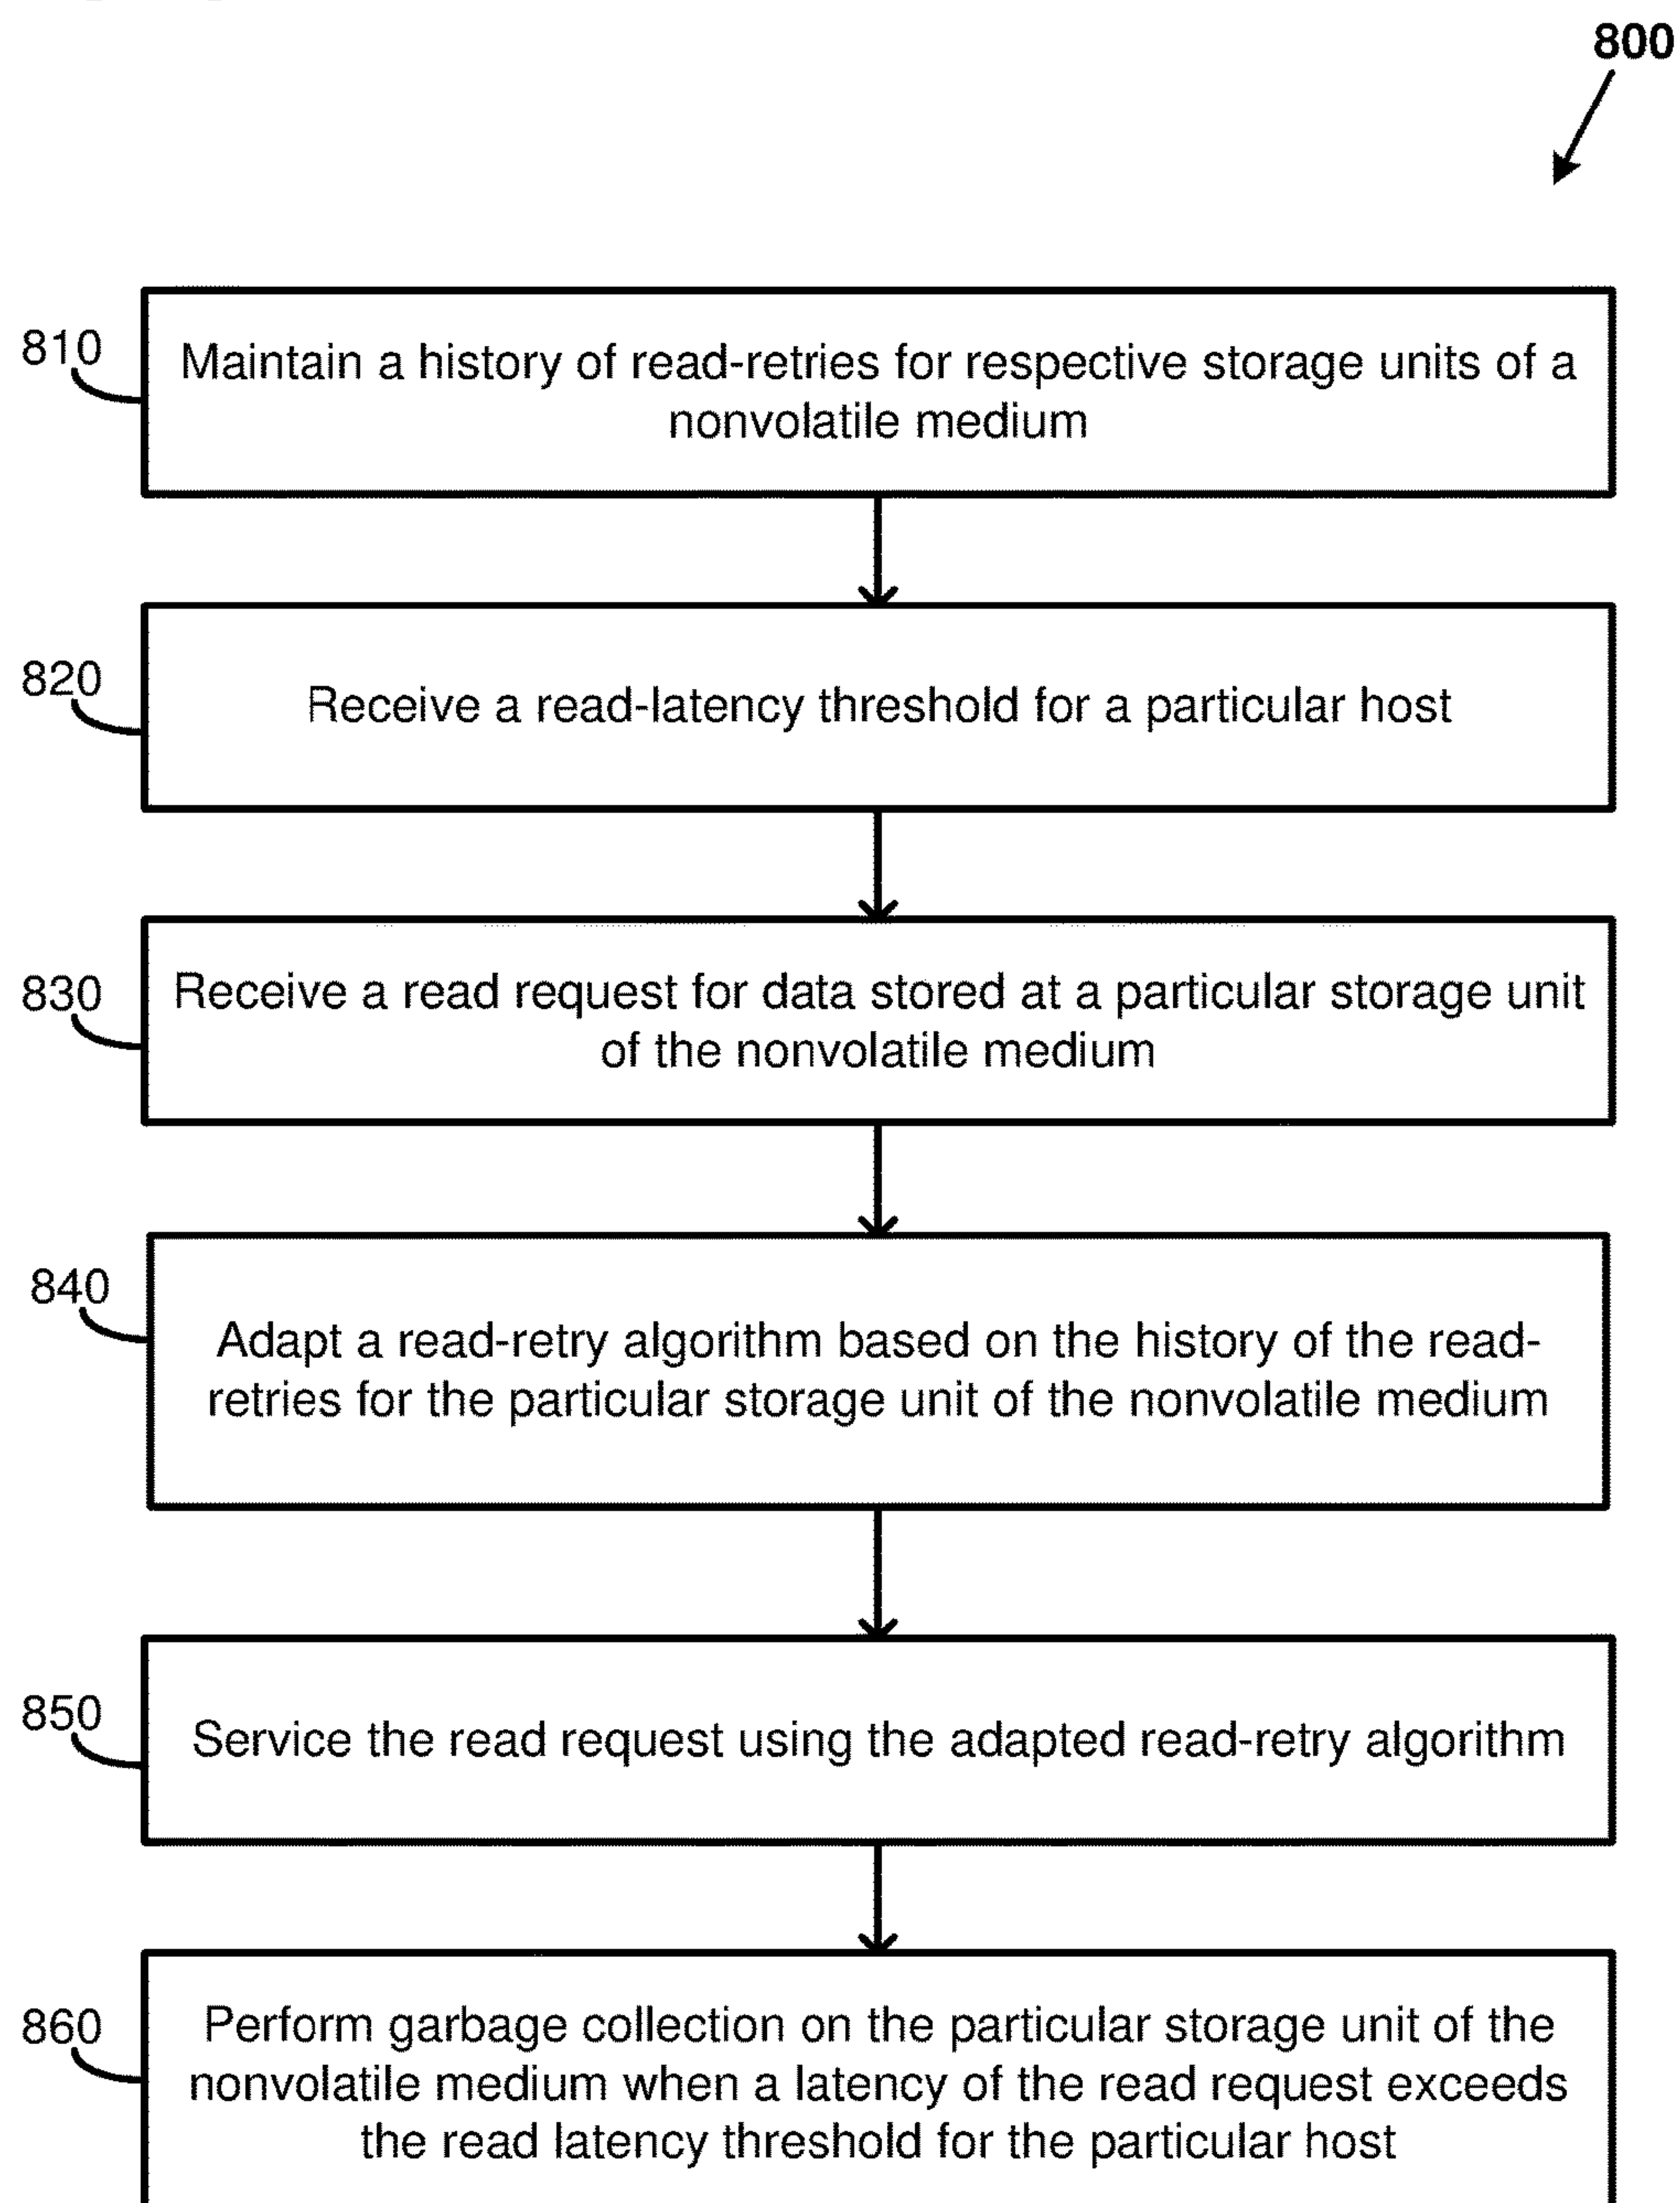 800
810
Maintain a history of read-retries for respective storage units of a
nonvolatile medium
820
Receive a read-latency threshold for a particular host
830
Receive a read request for data stored at a particular storage unit
of the nonvolatile medium
840
Adapt a read-retry algorithm based on the history of the read-
retries for the particular storage unit of the nonvolatile medium
850
Service the read request using the adapted read-retry algorithm
860
Perform garbage collection on the particular storage unit of the
nonvolatile medium when a latency of the read request exceeds
the read latency threshold for the particular host